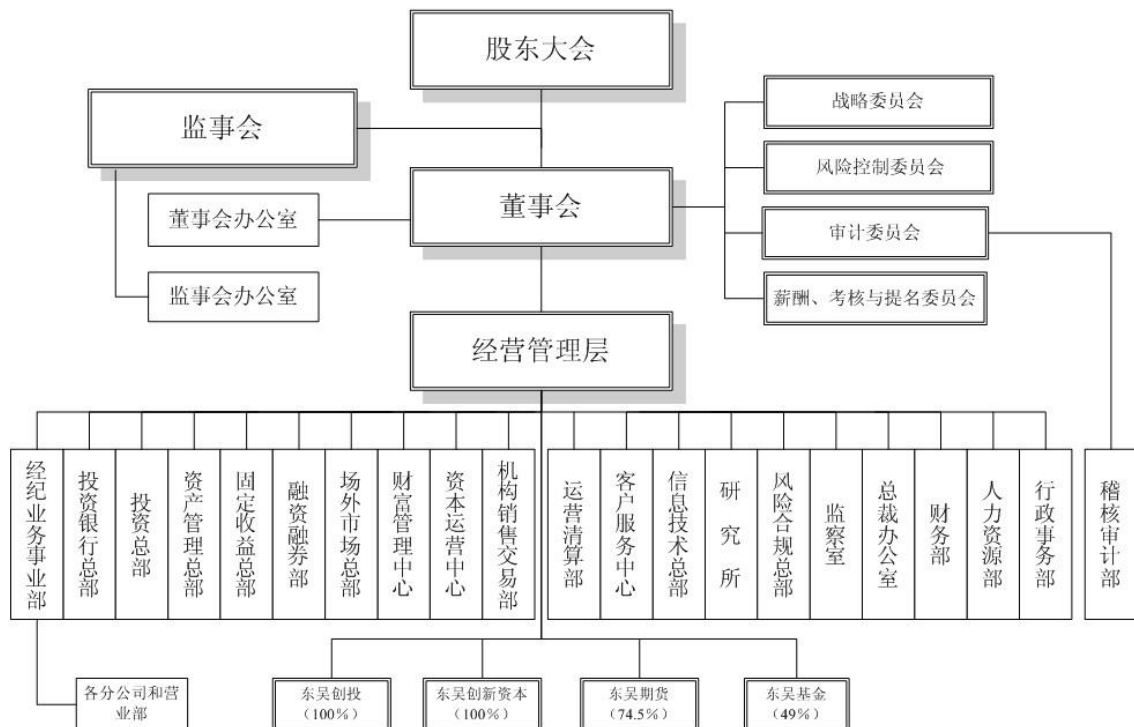 股东大会
监事会
战略委员会
风险控制委员会
董事会
董事会办公室
审计委员会
监事会办公室
薪酬、考核与提名委员会
经营管理层
经纪业务事业部
投资银行总部
投资总部
资产管理总部
固定收益总部
融资融券部
场外市场总部
财富管理中心
资本运营中心
机构销售交易部
运营清算部
客户服务中心
信息技术总部
研究所
风险合规总部
监察室
总裁办公室
财务部
人力资源部
行政事务部
稽核审计部
各分公司和营
业部
东吴创投
（100%）
东吴创新资本
（100%）
东吴期货
（74.5%）
东吴基金
（49%）